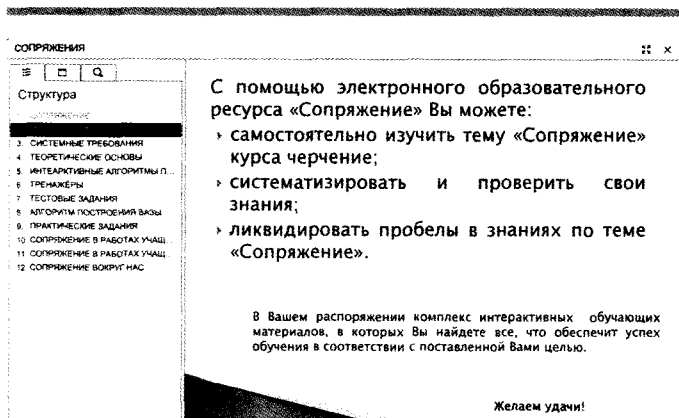 СОПРЯЖЕНИЯ
Структура
СОПРЯЖЕНИЕ
3. СИСТЕМНЫЕ ТРЕБОВАНИЯ
4 ТЕОРЕТИЧЕСКИЕ ОСНОВЫ
5. ИНТЕАРКТИВНЫЕ АЛГОРИТМЫ П...
6 ТРЕНАЖЁРЫ
7 ТЕСТОВЫЕ ЗАДАНИЯ
8 АЛГОРИТМ ПОСТРОЕНИЯ ВАЗЫ
9. ПРАКТИЧЕСКИЕ ЗАДАНИЯ
10 СОПРЯЖЕНИЕ В РАБОТАХ УЧАЩ...
11 СОПРЯЖЕНИЕ В РАБОТАХ УЧАЩ...
12 СОПРЯЖЕНИЕ ВОКРУГ НАС
С помощью электронного образовательного
ресурса «Сопряжение» Вы можете:
самостоятельно изучить тему «Сопряжение»
курса черчение;
систематизировать и проверить свои
знания;
ликвидировать пробелы в знаниях по теме
«Сопряжение».
В Вашем распоряжении комплекс интерактивных обучающих
материалов, в которых Вы найдете все, что обеспечит успех
обучения в соответствии с поставленной Вами целью.
Желаем удачи!